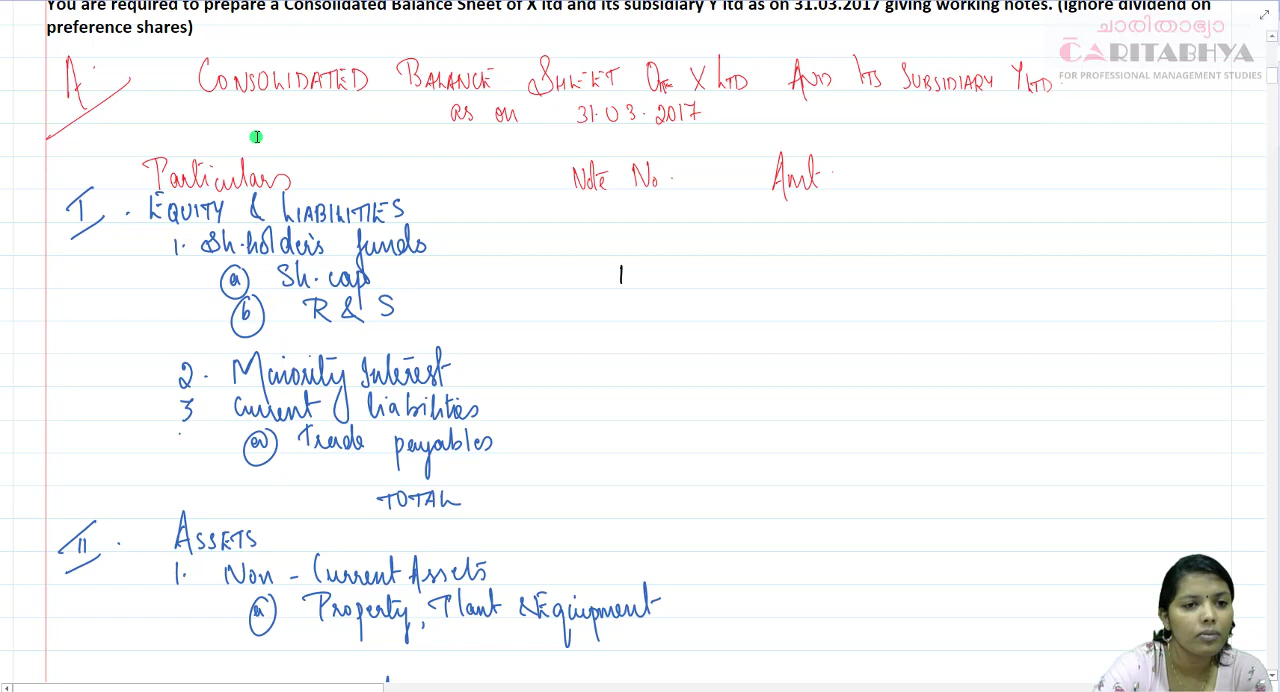 You are required to prepare a Consolidated Balance Sheet of X ltd and its subsidiary Y ltd as on 31.03.2017 giving working notes. (Ignore dividend on
preference shares)
ചാരിതാഭ്യാ
CARITABHYA
FOR PROFESSIONAL MANAGEMENT STUDIES
A:
CONSOLIDATED BALANCE SHEET OF X LTD AND ITS SUBSIDIARY Y LTD
as on 31.03.2017
Particulars Note No. Amt.
I. EQUITY & LIABILITIES
1. Sh.holder's funds
(a) Sh.cap 1
(b) R & S
2. Minority Interest
3 Current liabilities
(a) Trade payables
TOTAL
II. ASSETS
1. Non-Current Assets
(a) Property, Plant & Equipment